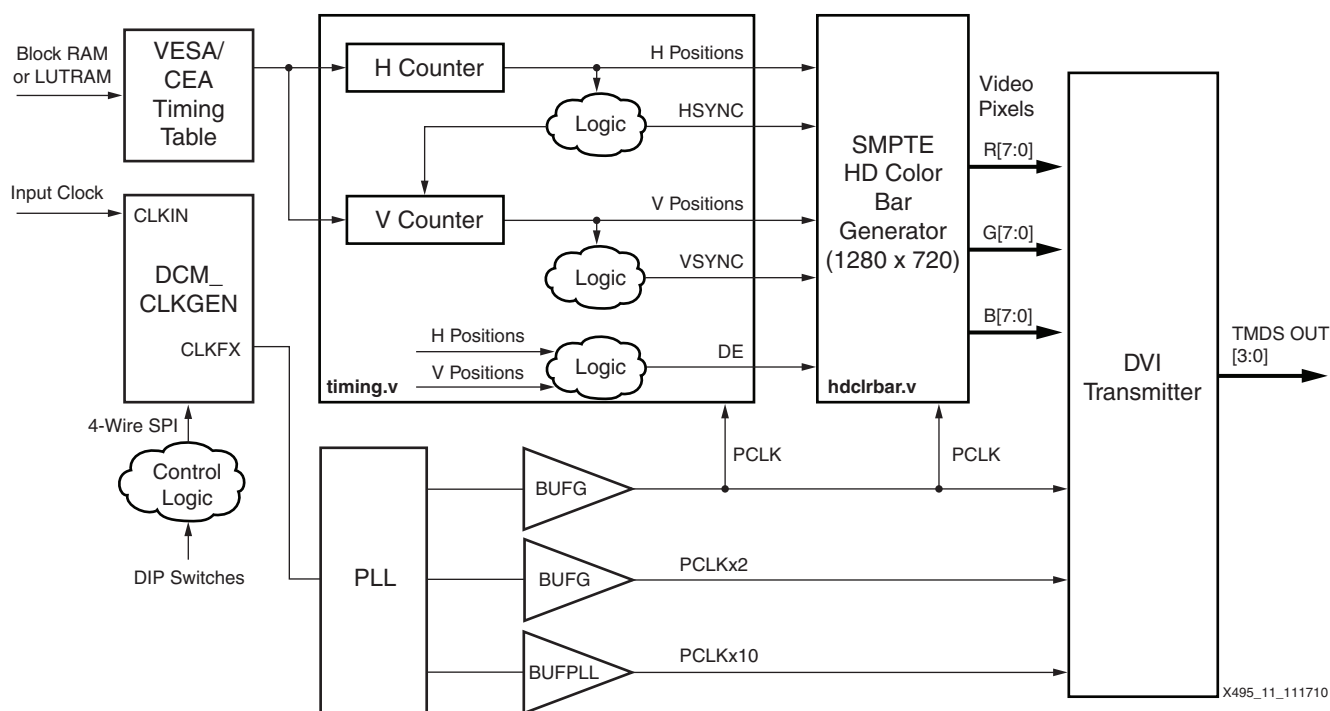 Block RAM
or LUTRAM
VESA/
CEA
Timing
Table
Input Clock
CLKIN
DCM_
CLKGEN
CLKFX
4-Wire SPI
Control
Logic
DIP Switches
H Counter
H Positions
Logic
HSYNC
V Counter
V Positions
Logic
VSYNC
H Positions
V Positions
Logic
DE
timing.v
SMPTE
HD Color
Bar
Generator
(1280 x 720)
hdclrbar.v
Video
Pixels
R[7:0]
G[7:0]
B[7:0]
DVI
Transmitter
TMDS OUT
[3:0]
PLL
BUFG
PCLK
PCLK
BUFG
PCLKx2
BUFPLL
PCLKx10
X495_11_111710